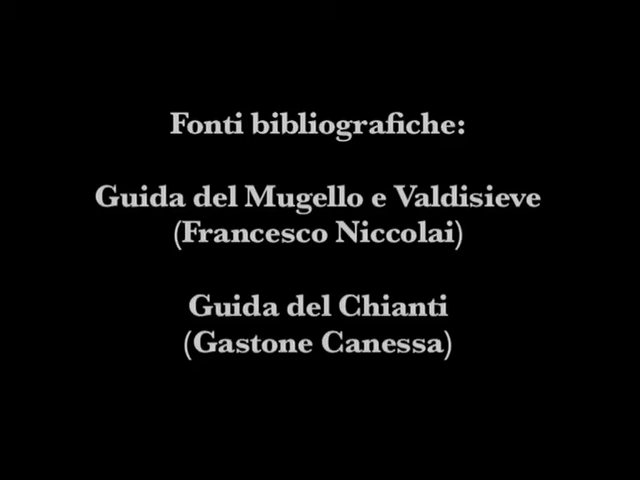 Fonti bibliografiche:
Guida del Mugello e Valdisieve
(Francesco Niccolai)
Guida del Chianti
(Gastone Canessa)